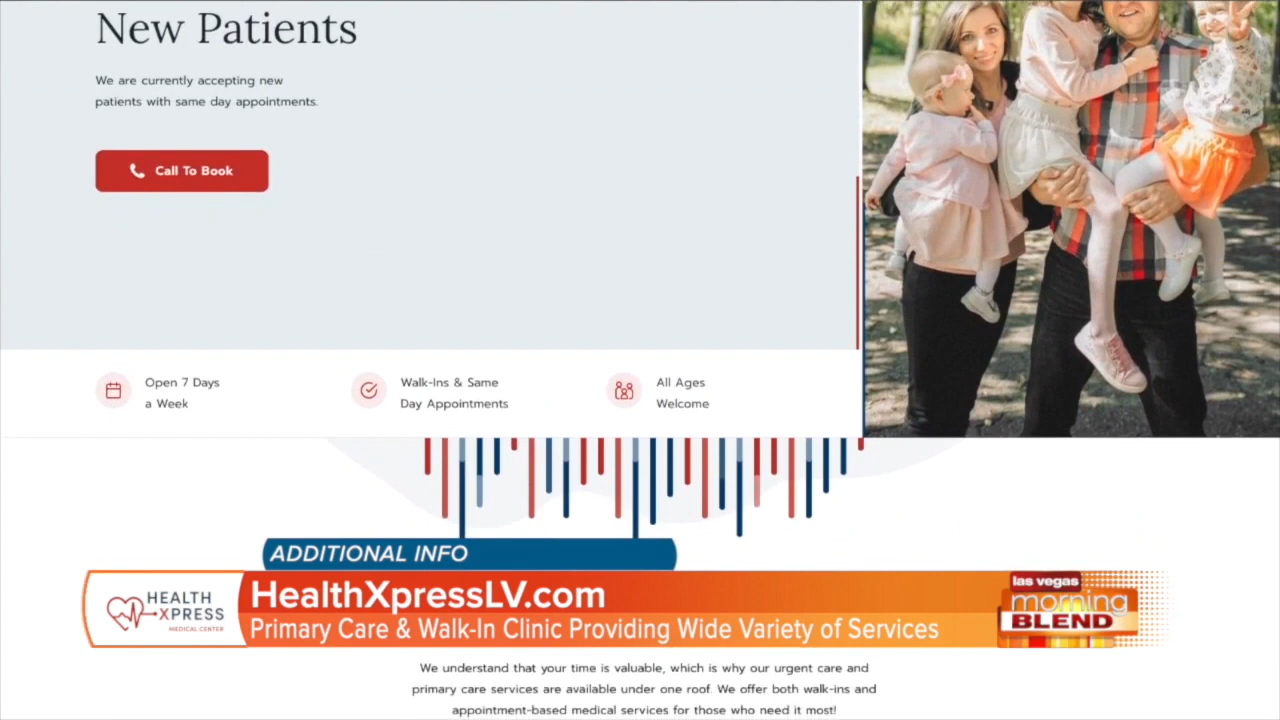 New Patients
We are currently accepting new
patients with same day appointments.
Call To Book
Open 7 Days
a Week
Walk-Ins & Same
Day Appointments
All Ages
Welcome
ADDITIONAL INFO
HEALTH
XPRESS
MEDICAL CENTER
HealthXpressLV.com
Primary Care & Walk-In Clinic Providing Wide Variety of Services
las vegas
morning
BLEND
We understand that your time is valuable, which is why our urgent care and
primary care services are available under one roof. We offer both walk-ins and
appointment-based medical services for those who need it most!